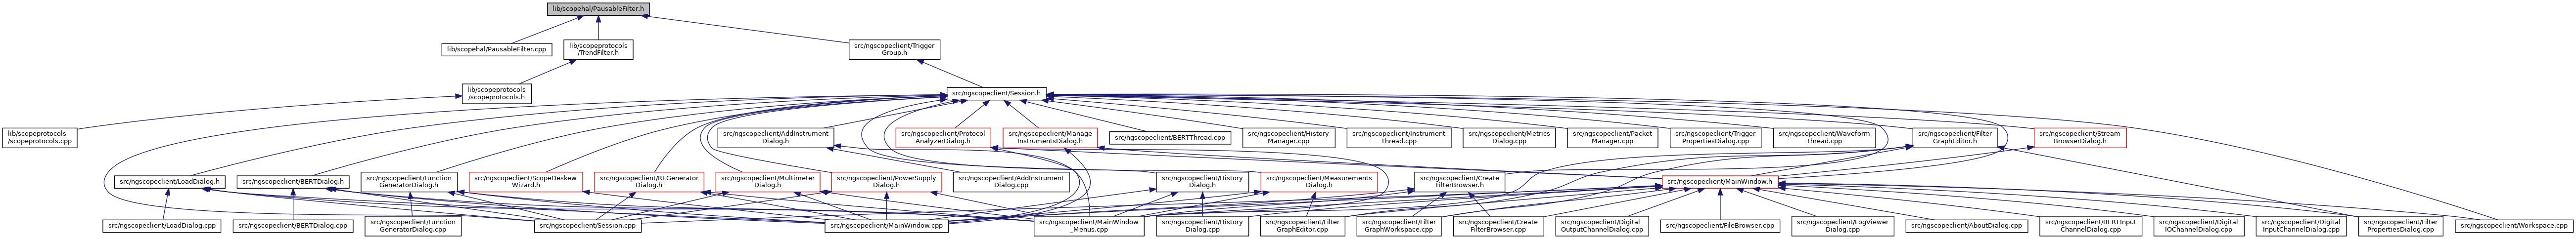 lib/scopehal/PausableFilter.h
lib/scopehal/PausableFilter.cpp
lib/scopeprotocols
/TrendFilter.h
src/ngscopeclient/Trigger
Group.h
lib/scopeprotocols
/scopeprotocols.h
src/ngscopeclient/Session.h
lib/scopeprotocols
/scopeprotocols.cpp
src/ngscopeclient/AddInstrument
Dialog.h
src/ngscopeclient/Protocol
AnalyzerDialog.h
src/ngscopeclient/Manage
InstrumentsDialog.h
src/ngscopeclient/BERTThread.cpp
src/ngscopeclient/History
Manager.cpp
src/ngscopeclient/Instrument
Thread.cpp
src/ngscopeclient/Metrics
Dialog.cpp
src/ngscopeclient/Packet
Manager.cpp
src/ngscopeclient/Trigger
PropertiesDialog.cpp
src/ngscopeclient/Waveform
Thread.cpp
src/ngscopeclient/Filter
GraphEditor.h
src/ngscopeclient/Stream
BrowserDialog.h
src/ngscopeclient/LoadDialog.h
src/ngscopeclient/BERTDialog.h
src/ngscopeclient/Function
GeneratorDialog.h
src/ngscopeclient/ScopeDeskew
Wizard.h
src/ngscopeclient/RFGenerator
Dialog.h
src/ngscopeclient/Multimeter
Dialog.h
src/ngscopeclient/PowerSupply
Dialog.h
src/ngscopeclient/AddInstrument
Dialog.cpp
src/ngscopeclient/History
Dialog.h
src/ngscopeclient/Measurements
Dialog.h
src/ngscopeclient/Create
FilterBrowser.h
src/ngscopeclient/MainWindow.h
src/ngscopeclient/LoadDialog.cpp
src/ngscopeclient/BERTDialog.cpp
src/ngscopeclient/Function
GeneratorDialog.cpp
src/ngscopeclient/Session.cpp
src/ngscopeclient/MainWindow.cpp
src/ngscopeclient/MainWindow
_Menus.cpp
src/ngscopeclient/History
Dialog.cpp
src/ngscopeclient/Filter
GraphEditor.cpp
src/ngscopeclient/Filter
GraphWorkspace.cpp
src/ngscopeclient/Create
FilterBrowser.cpp
src/ngscopeclient/Digital
OutputChannelDialog.cpp
src/ngscopeclient/FileBrowser.cpp
src/ngscopeclient/LogViewer
Dialog.cpp
src/ngscopeclient/AboutDialog.cpp
src/ngscopeclient/BERTInput
ChannelDialog.cpp
src/ngscopeclient/Digital
IOChannelDialog.cpp
src/ngscopeclient/Digital
InputChannelDialog.cpp
src/ngscopeclient/Filter
PropertiesDialog.cpp
src/ngscopeclient/Workspace.cpp